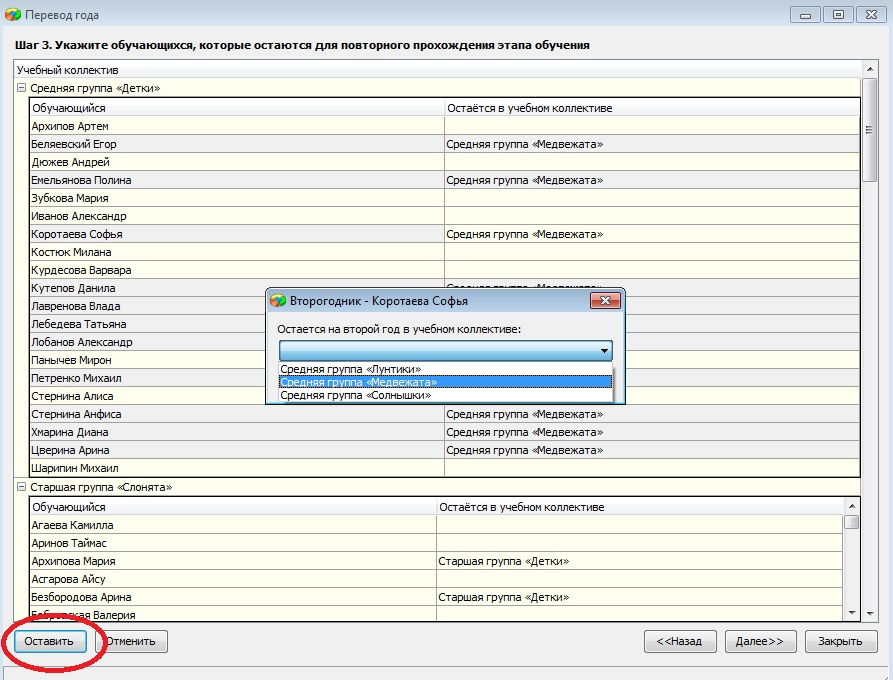 Перевод года
Шаг 3. Укажите обучающихся, которые остаются для повторного прохождения этапа обучения
Учебный коллектив
Средняя группа «Детки»
Обучающийся Остаётся в учебном коллективе
Архипов Артем
Беляевский Егор Средняя группа «Медвежата»
Дюжев Андрей
Емельянова Полина Средняя группа «Медвежата»
Зубкова Мария
Иванов Александр
Коротаева Софья Средняя группа «Медвежата»
Костюк Милана
Курдесова Варвара
Кутепов Данила Средняя группа «Медвежата»
Лавренова Влада
Лебедева Татьяна
Лобанов Александр
Панычев Мирон
Петренко Михаил
Стернина Алиса
Стернина Анфиса Средняя группа «Медвежата»
Хмарина Диана Средняя группа «Медвежата»
Цверина Арина Средняя группа «Медвежата»
Шарипин Михаил
Второгодник - Коротаева Софья
Остается на второй год в учебном коллективе:
Средняя группа «Лунтики»
Средняя группа «Медвежата»
Средняя группа «Солнышки»
Старшая группа «Слонята»
Обучающийся Остаётся в учебном коллективе
Агаева Камилла
Аринов Таймас
Архипова Мария Старшая группа «Детки»
Асгарова Айсу
Безбородова Арина Старшая группа «Детки»
Бобровская Валерия
Оставить Отменить <<Назад Далее>> Закрыть